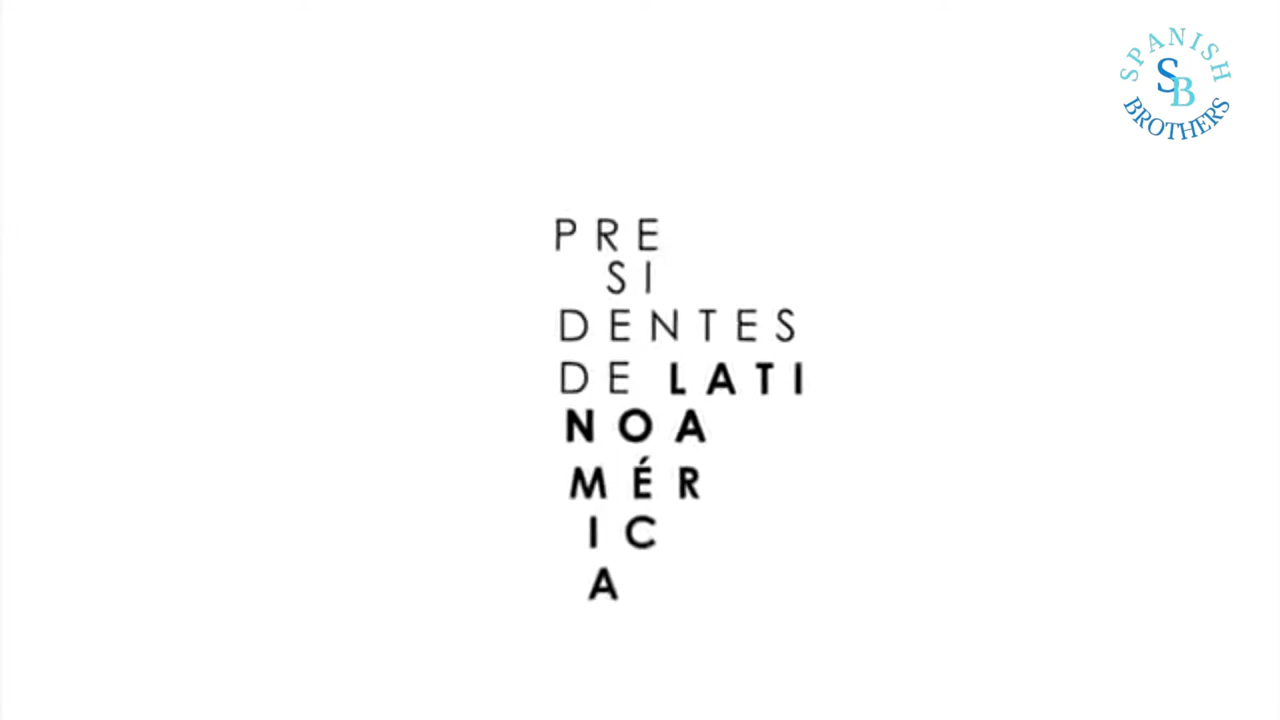 SPANISH
SB
BROTHERS
PRE
SI
DENTES
DE LATI
NOA
MÉR
IC
A